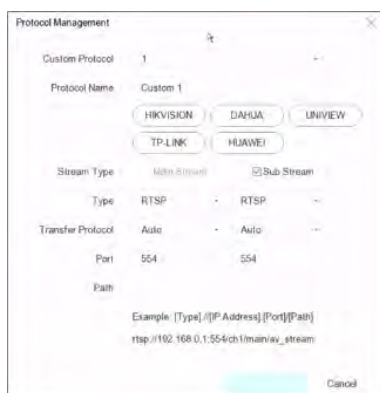 Protocol Management
Custom Protocol 1
Protocol Name Custom 1
HIKVISION DAHUA UNIVIEW
TP-LINK HUAWEI
Stream Type Main Stream Sub Stream
Type RTSP RTSP
Transfer Protocol Auto Auto
Port 554 554
Path
Example: [Type]://[IP Address]:[Port]/[Path]
rtsp://192.168.0.1:554/ch1/main/av_stream
Cancel